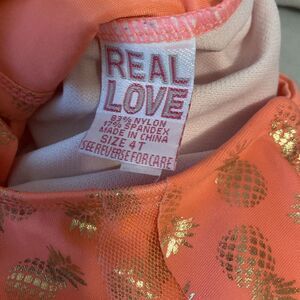 REAL
LOVE
83% NYLON
17% SPANDEX
MADE IN CHINA
SIZE 4T
SEE REVERSE FOR CARE